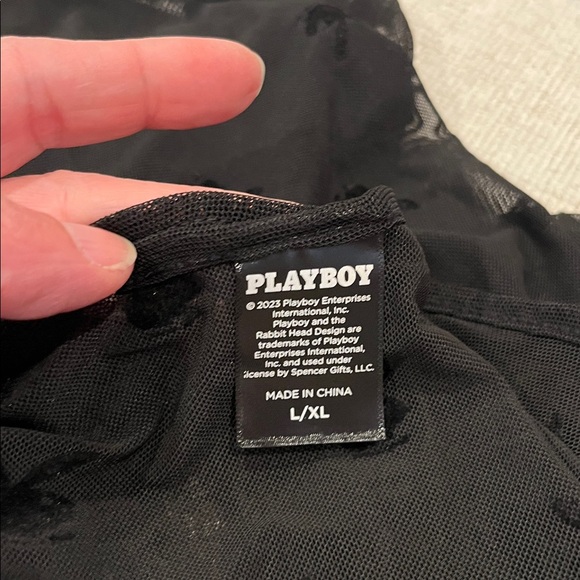 PLAYBOY
© 2023 Playboy Enterprises
International, Inc.
Playboy and the
Rabbit Head Design are
trademarks of Playboy
Enterprises International,
Inc. and used under
license by Spencer Gifts, LLC.
MADE IN CHINA
L/XL